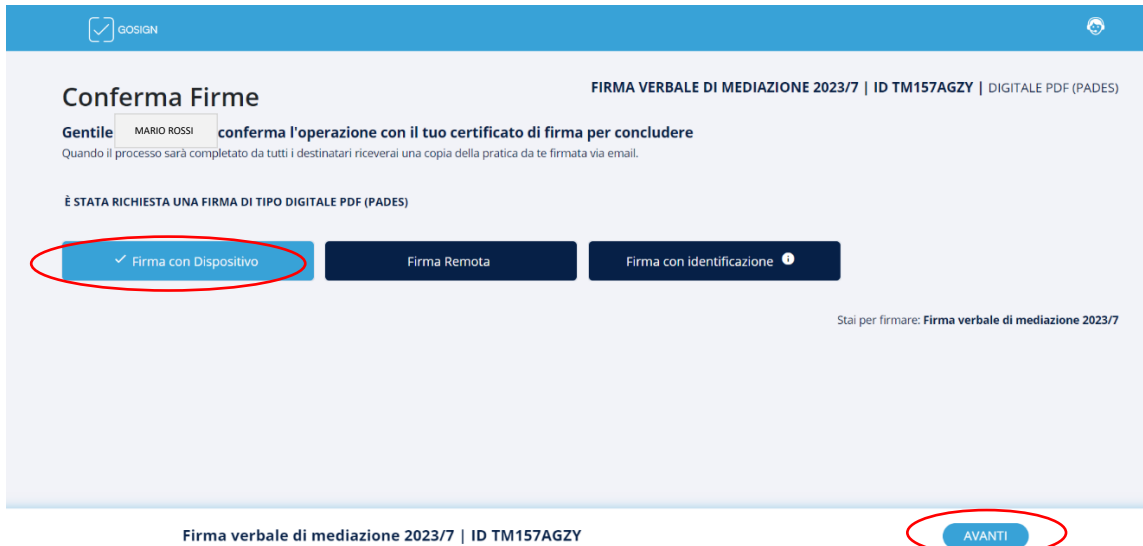 GOSIGN
Conferma Firme
FIRMA VERBALE DI MEDIAZIONE 2023/7 | ID TM157AGZY | DIGITALE PDF (PADES)
Gentile MARIO ROSSI conferma l'operazione con il tuo certificato di firma per concludere
Quando il processo sarà completato da tutti i destinatari riceverai una copia della pratica da te firmata via email.
È STATA RICHIESTA UNA FIRMA DI TIPO DIGITALE PDF (PADES)
Firma con Dispositivo
Firma Remota
Firma con identificazione
Stai per firmare: Firma verbale di mediazione 2023/7
Firma verbale di mediazione 2023/7 | ID TM157AGZY
AVANTI